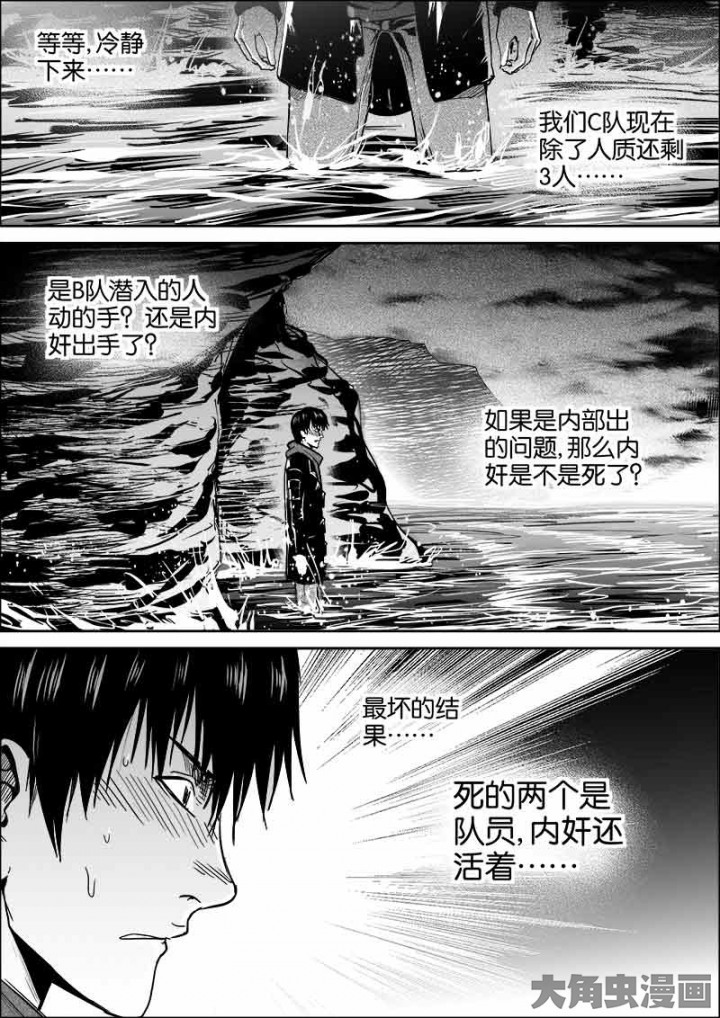 等等,冷静
下来……
我们C队现在
除了人质还剩
3人……
是B队潜入的人
动的手? 还是内
奸出手了?
如果是内部出
的问题,那么内
奸是不是死了?
最坏的结
果……
死的两个是
队员,内奸还
活着……
大角虫漫画